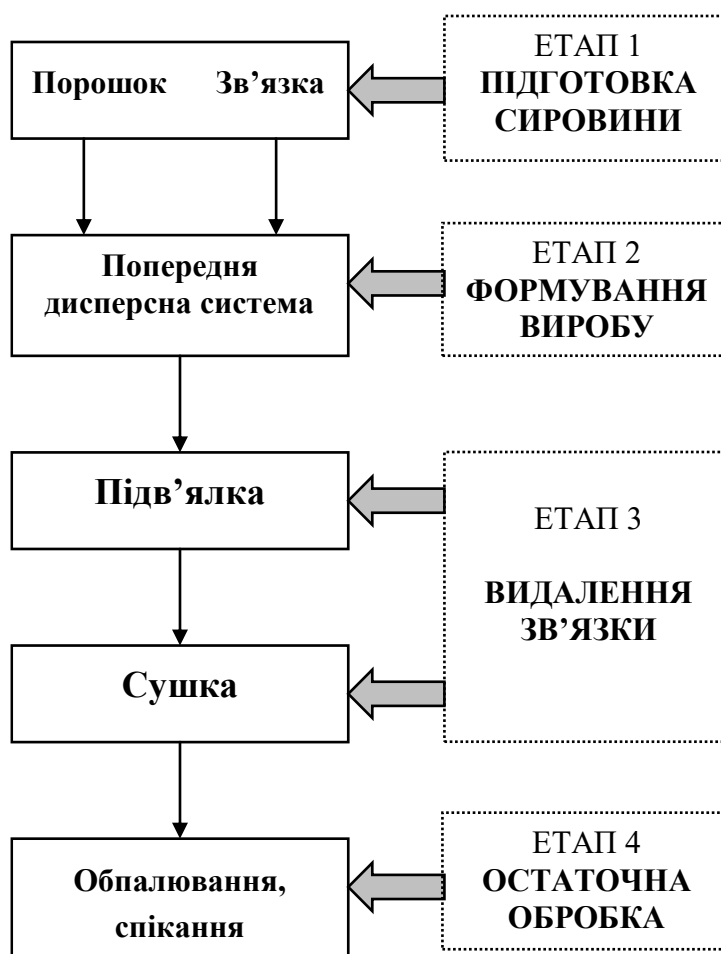 Порошок Зв’язка
ЕТАП 1
ПІДГОТОВКА
СИРОВИНИ
Попередня
дисперсна система
ЕТАП 2
ФОРМУВАННЯ
ВИРОБУ
Підв’ялка
ЕТАП 3
ВИДАЛЕННЯ
ЗВ’ЯЗКИ
Сушка
Обпалювання,
спікання
ЕТАП 4
ОСТАТОЧНА
ОБРОБКА